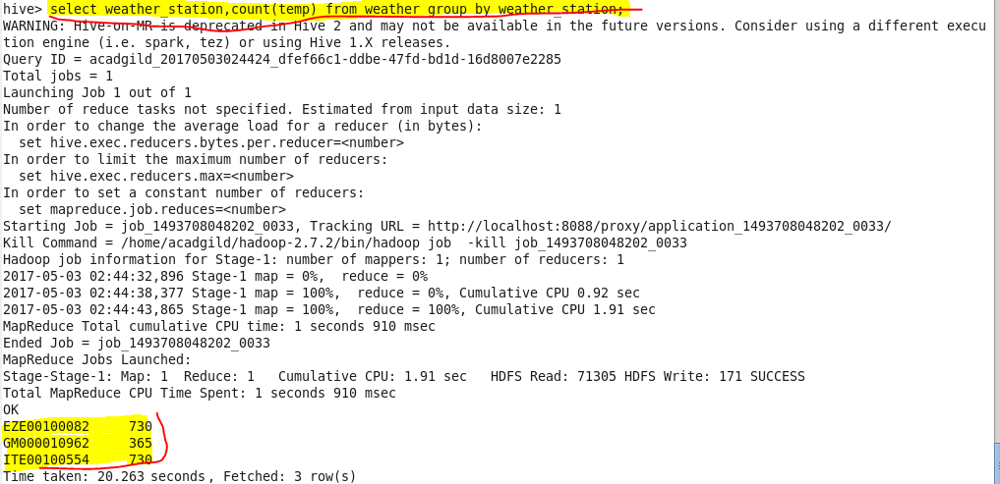 hive> select weather_station,count(temp) from weather group by weather_station;
WARNING: Hive-on-MR is deprecated in Hive 2 and may not be available in the future versions. Consider using a different execu
tion engine (i.e. spark, tez) or using Hive 1.X releases.
Query ID = acadgild_20170503024424_dfef66c1-ddbe-47fd-bd1d-16d8007e2285
Total jobs = 1
Launching Job 1 out of 1
Number of reduce tasks not specified. Estimated from input data size: 1
In order to change the average load for a reducer (in bytes):
  set hive.exec.reducers.bytes.per.reducer=<number>
In order to limit the maximum number of reducers:
  set hive.exec.reducers.max=<number>
In order to set a constant number of reducers:
  set mapreduce.job.reduces=<number>
Starting Job = job_1493708048202_0033, Tracking URL = http://localhost:8088/proxy/application_1493708048202_0033/
Kill Command = /home/acadgild/hadoop-2.7.2/bin/hadoop job  -kill job_1493708048202_0033
Hadoop job information for Stage-1: number of mappers: 1; number of reducers: 1
2017-05-03 02:44:32,896 Stage-1 map = 0%,  reduce = 0%
2017-05-03 02:44:38,377 Stage-1 map = 100%,  reduce = 0%, Cumulative CPU 0.92 sec
2017-05-03 02:44:43,865 Stage-1 map = 100%,  reduce = 100%, Cumulative CPU 1.91 sec
MapReduce Total cumulative CPU time: 1 seconds 910 msec
Ended Job = job_1493708048202_0033
MapReduce Jobs Launched:
Stage-Stage-1: Map: 1  Reduce: 1   Cumulative CPU: 1.91 sec   HDFS Read: 71305 HDFS Write: 171 SUCCESS
Total MapReduce CPU Time Spent: 1 seconds 910 msec
OK
EZE00100082     730
GM000010962     365
ITE00100554     730
Time taken: 20.263 seconds, Fetched: 3 row(s)